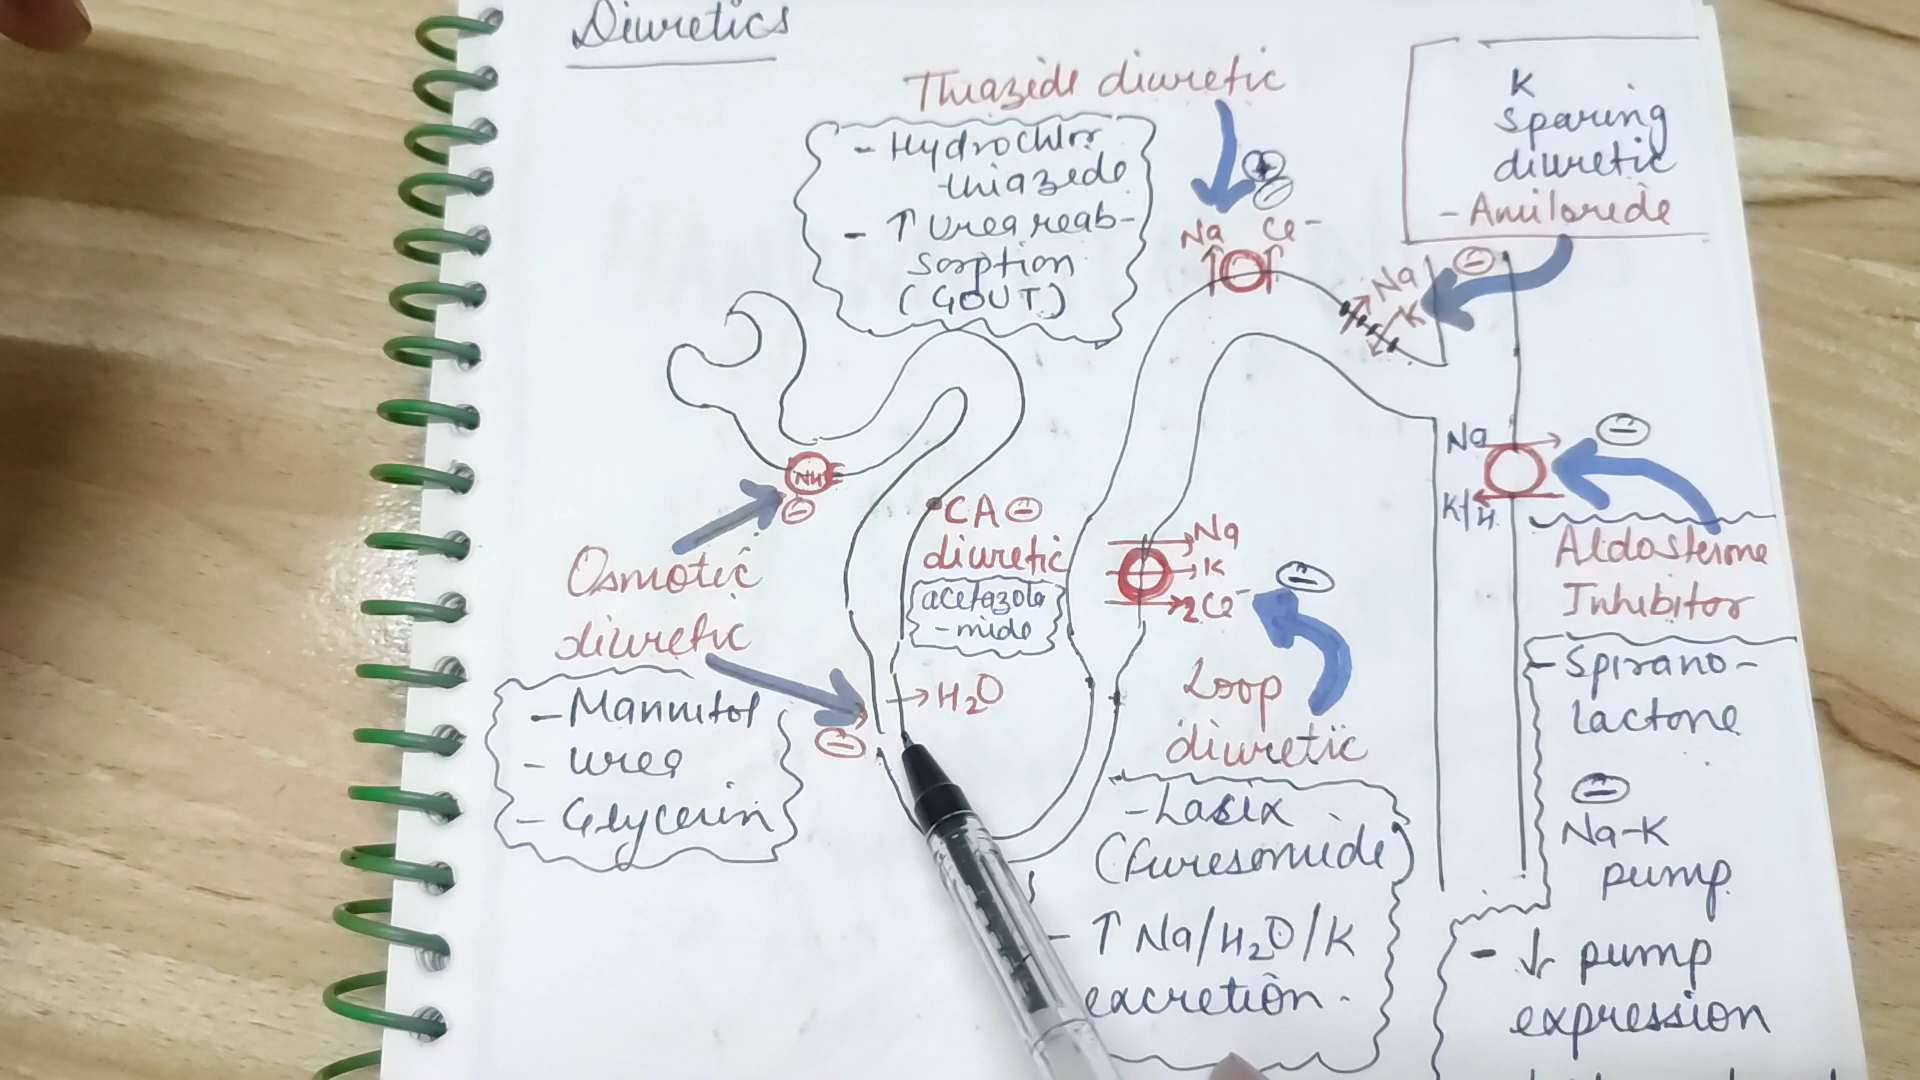 Diuretics
Thiazide diuretic
- Hydrochlor
-thiazede
- ↑ Urea reab-
sorption
(GOUT)
Na Cl-
K
sparing
diuretic
- Amiloride
Na
K
Na
K/H
Aldosterone
Inhibitor
- Spirano-
lactone
Na-K
pump
- ↓ pump
expression
CA
diuretic
acetazola
-mide
H₂O
Osmotic
diuretic
- Mannitol
- Urea
- Glycerin
Na
K
2Cl-
Loop
diuretic
- Lasix
(furesomide)
- ↑ Na/H₂O/K
excretion.